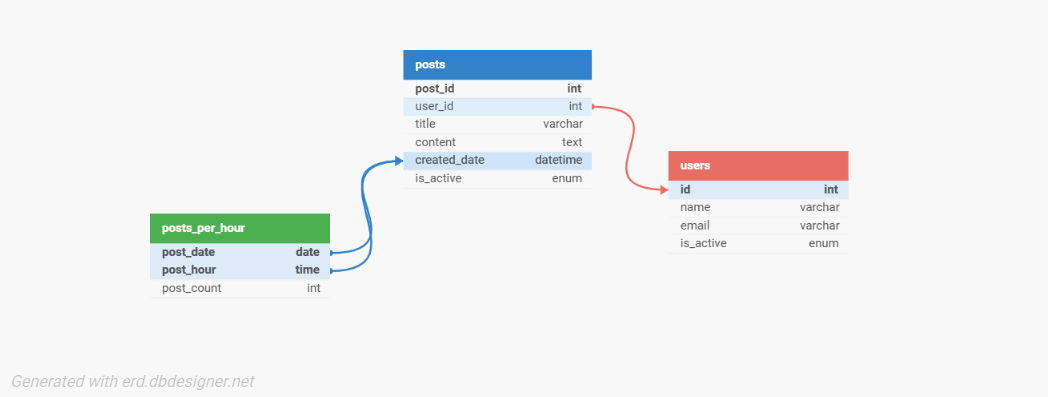 posts
post_id int
user_id int
title varchar
content text
created_date datetime
is_active enum
users
id int
name varchar
email varchar
is_active enum
posts_per_hour
post_date date
post_hour time
post_count int
Generated with erd.dbdesigner.net